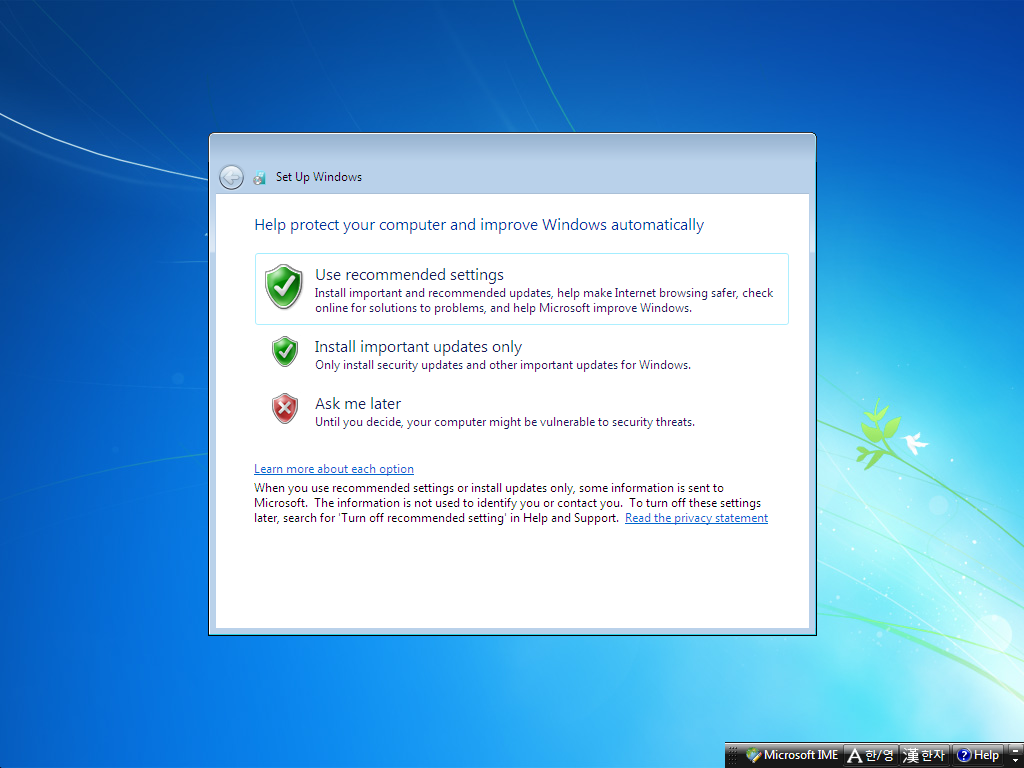 Set Up Windows
Help protect your computer and improve Windows automatically
Use recommended settings
Install important and recommended updates, help make Internet browsing safer, check
online for solutions to problems, and help Microsoft improve Windows.
Install important updates only
Only install security updates and other important updates for Windows.
Ask me later
Until you decide, your computer might be vulnerable to security threats.
Learn more about each option
When you use recommended settings or install updates only, some information is sent to
Microsoft.  The information is not used to identify you or contact you.  To turn off these settings
later, search for 'Turn off recommended setting' in Help and Support.  Read the privacy statement
Microsoft IME A 한/영 漢 한자 ? Help